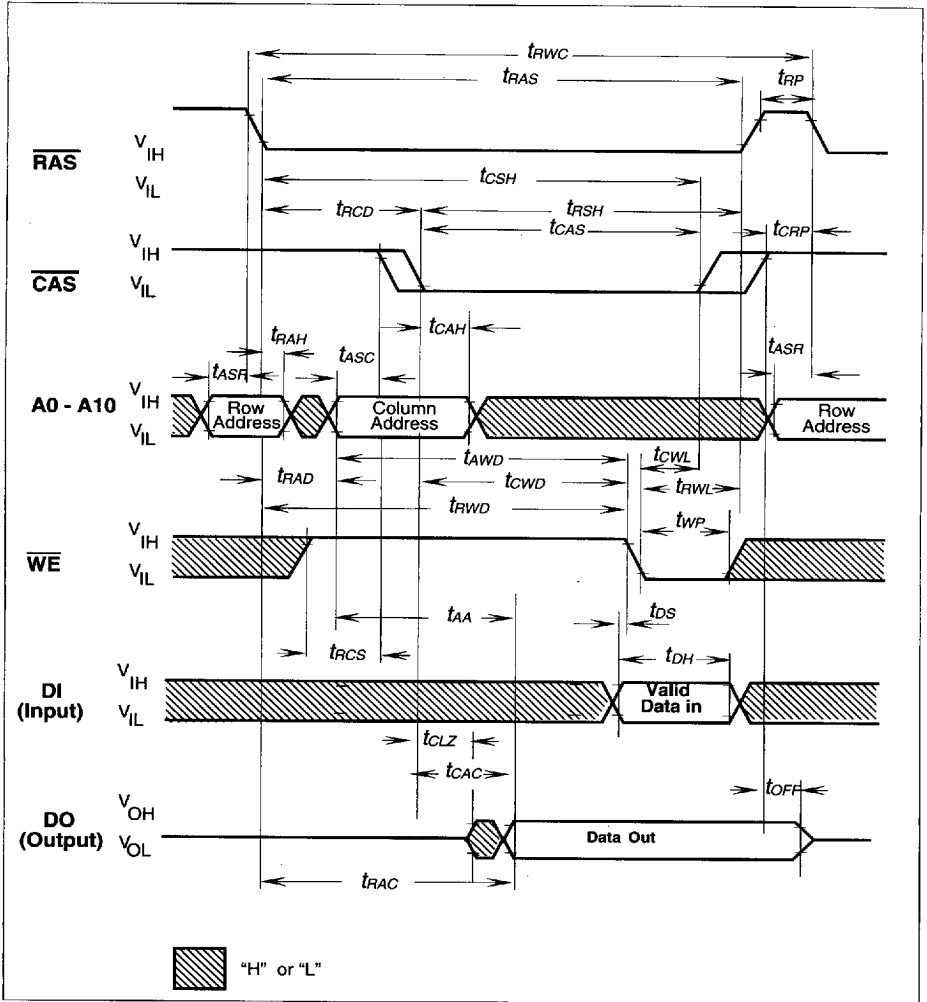 tRWC
tRAS
tRP
RAS
VIH
VIL
tCSH
tRCD
tRSH
tCAS
tCRP
CAS
VIH
VIL
tRAH
tCAH
tASR
tASC
tASR
A0 - A10
VIH
VIL
Row Address
Column Address
Row Address
tAWD
tCWL
tRAD
tCWD
tRWL
tRWD
tWP
WE
VIH
VIL
tAA
tDS
tRCS
tDH
DI (Input)
VIH
VIL
Valid Data in
tCLZ
tCAC
tOFF
DO (Output)
VOH
VOL
Data Out
tRAC
"H" or "L"